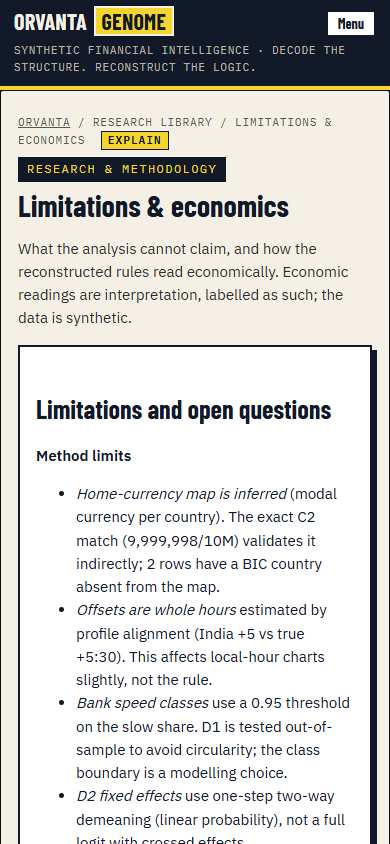 ORVANTA GENOME
Menu
SYNTHETIC FINANCIAL INTELLIGENCE · DECODE THE
STRUCTURE. RECONSTRUCT THE LOGIC.
ORVANTA / RESEARCH LIBRARY / LIMITATIONS &
ECONOMICS EXPLAIN
RESEARCH & METHODOLOGY
Limitations & economics
What the analysis cannot claim, and how the
reconstructed rules read economically. Economic
readings are interpretation, labelled as such; the
data is synthetic.
Limitations and open questions
Method limits
• Home-currency map is inferred (modal
currency per country). The exact C2
match (9,999,998/10M) validates it
indirectly; 2 rows have a BIC country
absent from the map.
• Offsets are whole hours estimated by
profile alignment (India +5 vs true
+5:30). This affects local-hour charts
slightly, not the rule.
• Bank speed classes use a 0.95 threshold
on the slow share. D1 is tested out-of-
sample to avoid circularity; the class
boundary is a modelling choice.
• D2 fixed effects use one-step two-way
demeaning (linear probability), not a full
logit with crossed effects.